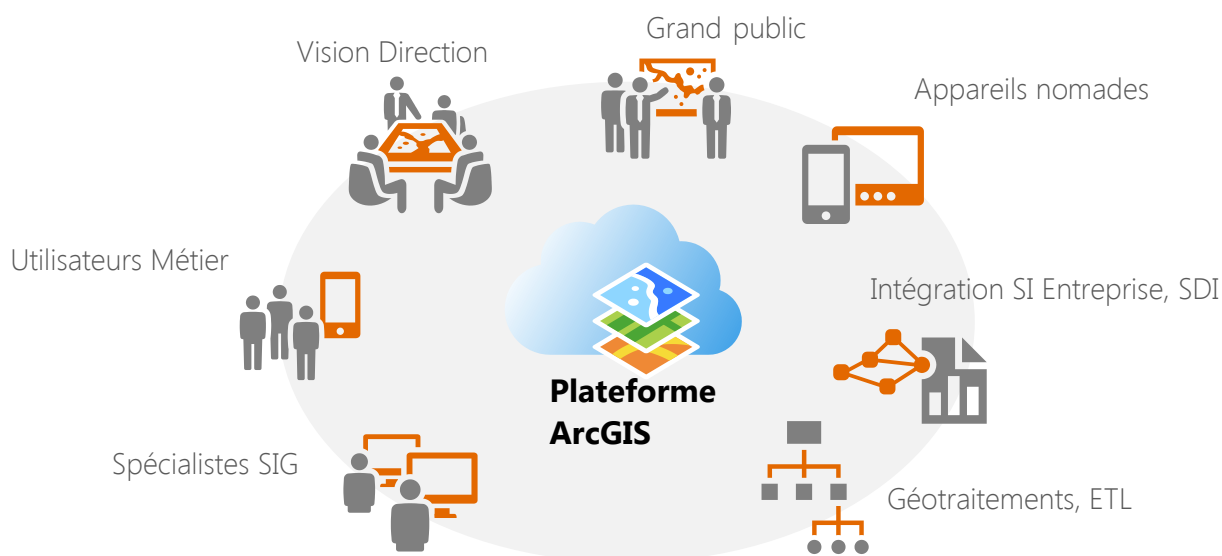 Grand public
Vision Direction
Appareils nomades
Utilisateurs Métier
Intégration SI Entreprise, SDI
Plateforme
ArcGIS
Spécialistes SIG
Géotraitements, ETL